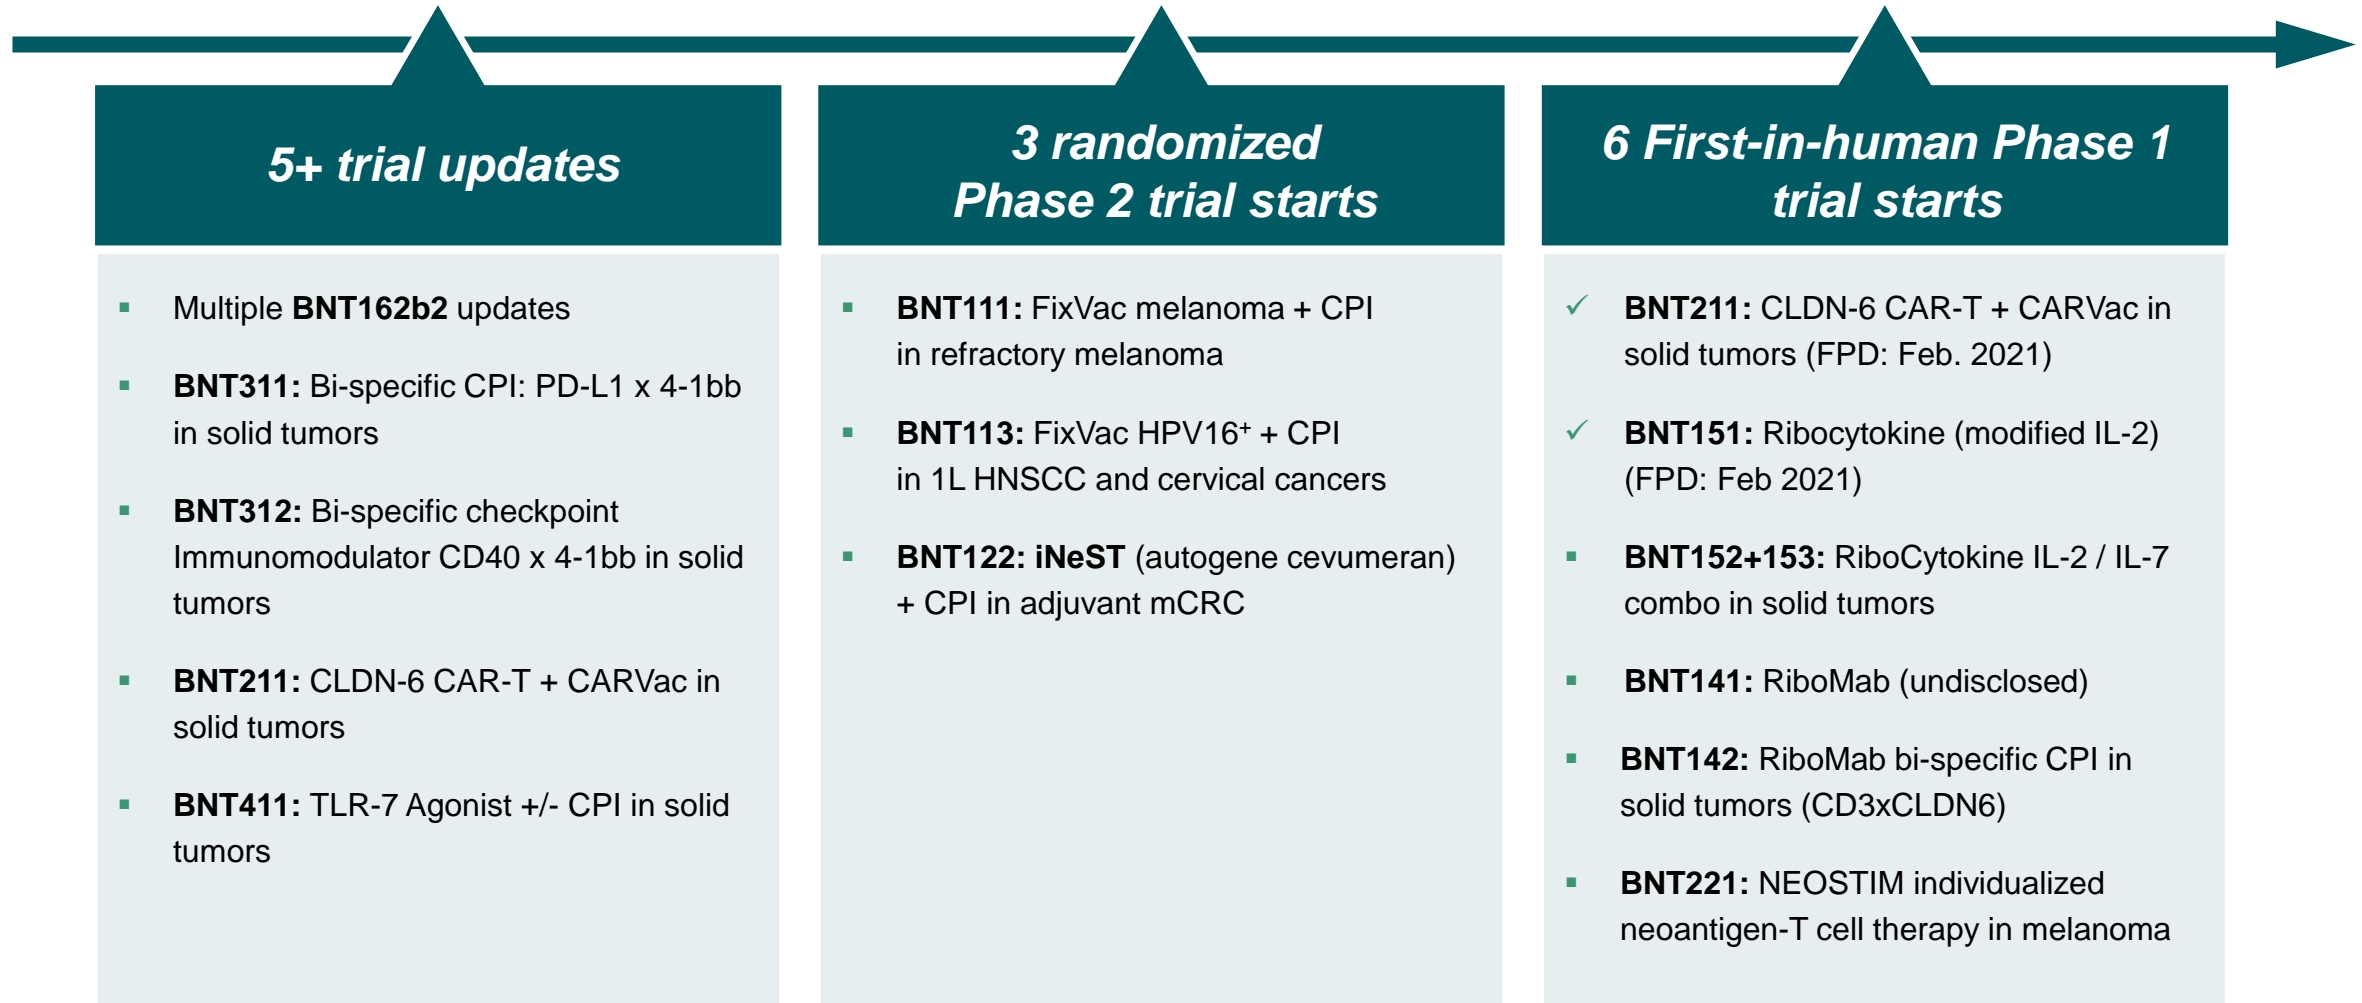 5+ trial updates
Multiple BNT162b2 updates
BNT311: Bi-specific CPI: PD-L1 x 4-1bb
in solid tumors
BNT312: Bi-specific checkpoint
Immunomodulator CD40 x 4-1bb in solid
tumors
BNT211: CLDN-6 CAR-T + CARVac in
solid tumors
BNT411: TLR-7 Agonist +/- CPI in solid
tumors
3 randomized
Phase 2 trial starts
BNT111: FixVac melanoma + CPI
in refractory melanoma
BNT113: FixVac HPV16⁺ + CPI
in 1L HNSCC and cervical cancers
BNT122: iNeST (autogene cevumeran)
+ CPI in adjuvant mCRC
6 First-in-human Phase 1
trial starts
BNT211: CLDN-6 CAR-T + CARVac in
solid tumors (FPD: Feb. 2021)
BNT151: Ribocytokine (modified IL-2)
(FPD: Feb 2021)
BNT152+153: RiboCytokine IL-2 / IL-7
combo in solid tumors
BNT141: RiboMab (undisclosed)
BNT142: RiboMab bi-specific CPI in
solid tumors (CD3xCLDN6)
BNT221: NEOSTIM individualized
neoantigen-T cell therapy in melanoma